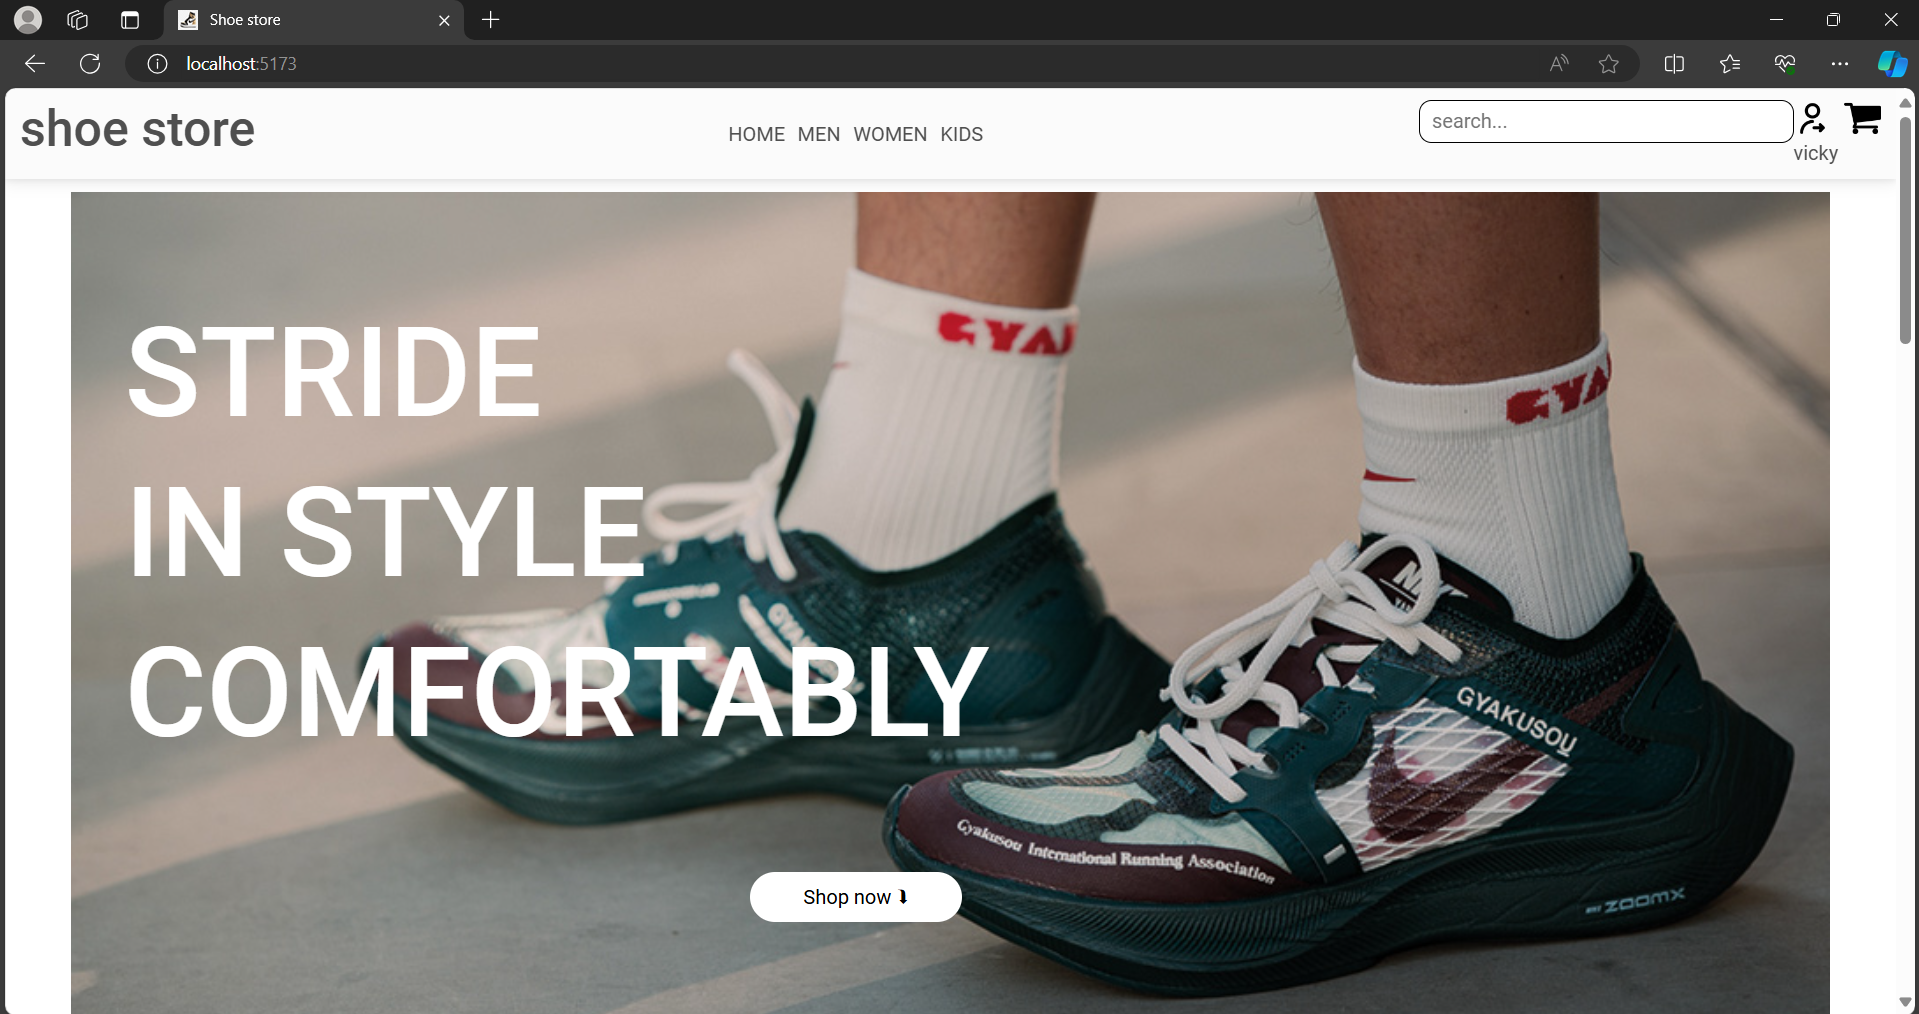 Shoe store
localhost:5173
shoe store
HOME MEN WOMEN KIDS
search...
vicky
STRIDE
IN STYLE
COMFORTABLY
GYAKUSOU
Gyakusou International Running Association
ZOOMX
Shop now